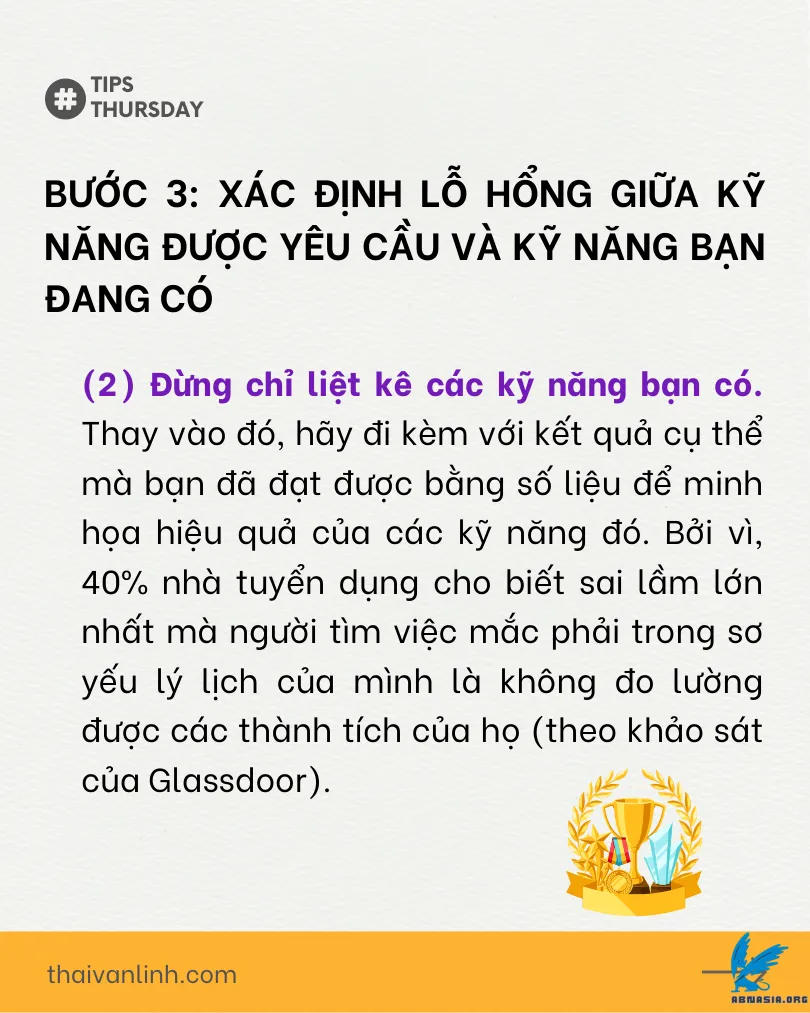 #
TIPS
THURSDAY
BƯỚC 3: XÁC ĐỊNH LỖ HỔNG GIỮA KỸ
NĂNG ĐƯỢC YÊU CẦU VÀ KỸ NĂNG BẠN
ĐANG CÓ
(2) Đừng chỉ liệt kê các kỹ năng bạn có.
Thay vào đó, hãy đi kèm với kết quả cụ thể
mà bạn đã đạt được bằng số liệu để minh
họa hiệu quả của các kỹ năng đó. Bởi vì,
40% nhà tuyển dụng cho biết sai lầm lớn
nhất mà người tìm việc mắc phải trong sơ
yếu lý lịch của mình là không đo lường
được các thành tích của họ (theo khảo sát
của Glassdoor).
thaivanlinh.com
ABNASIA.ORG